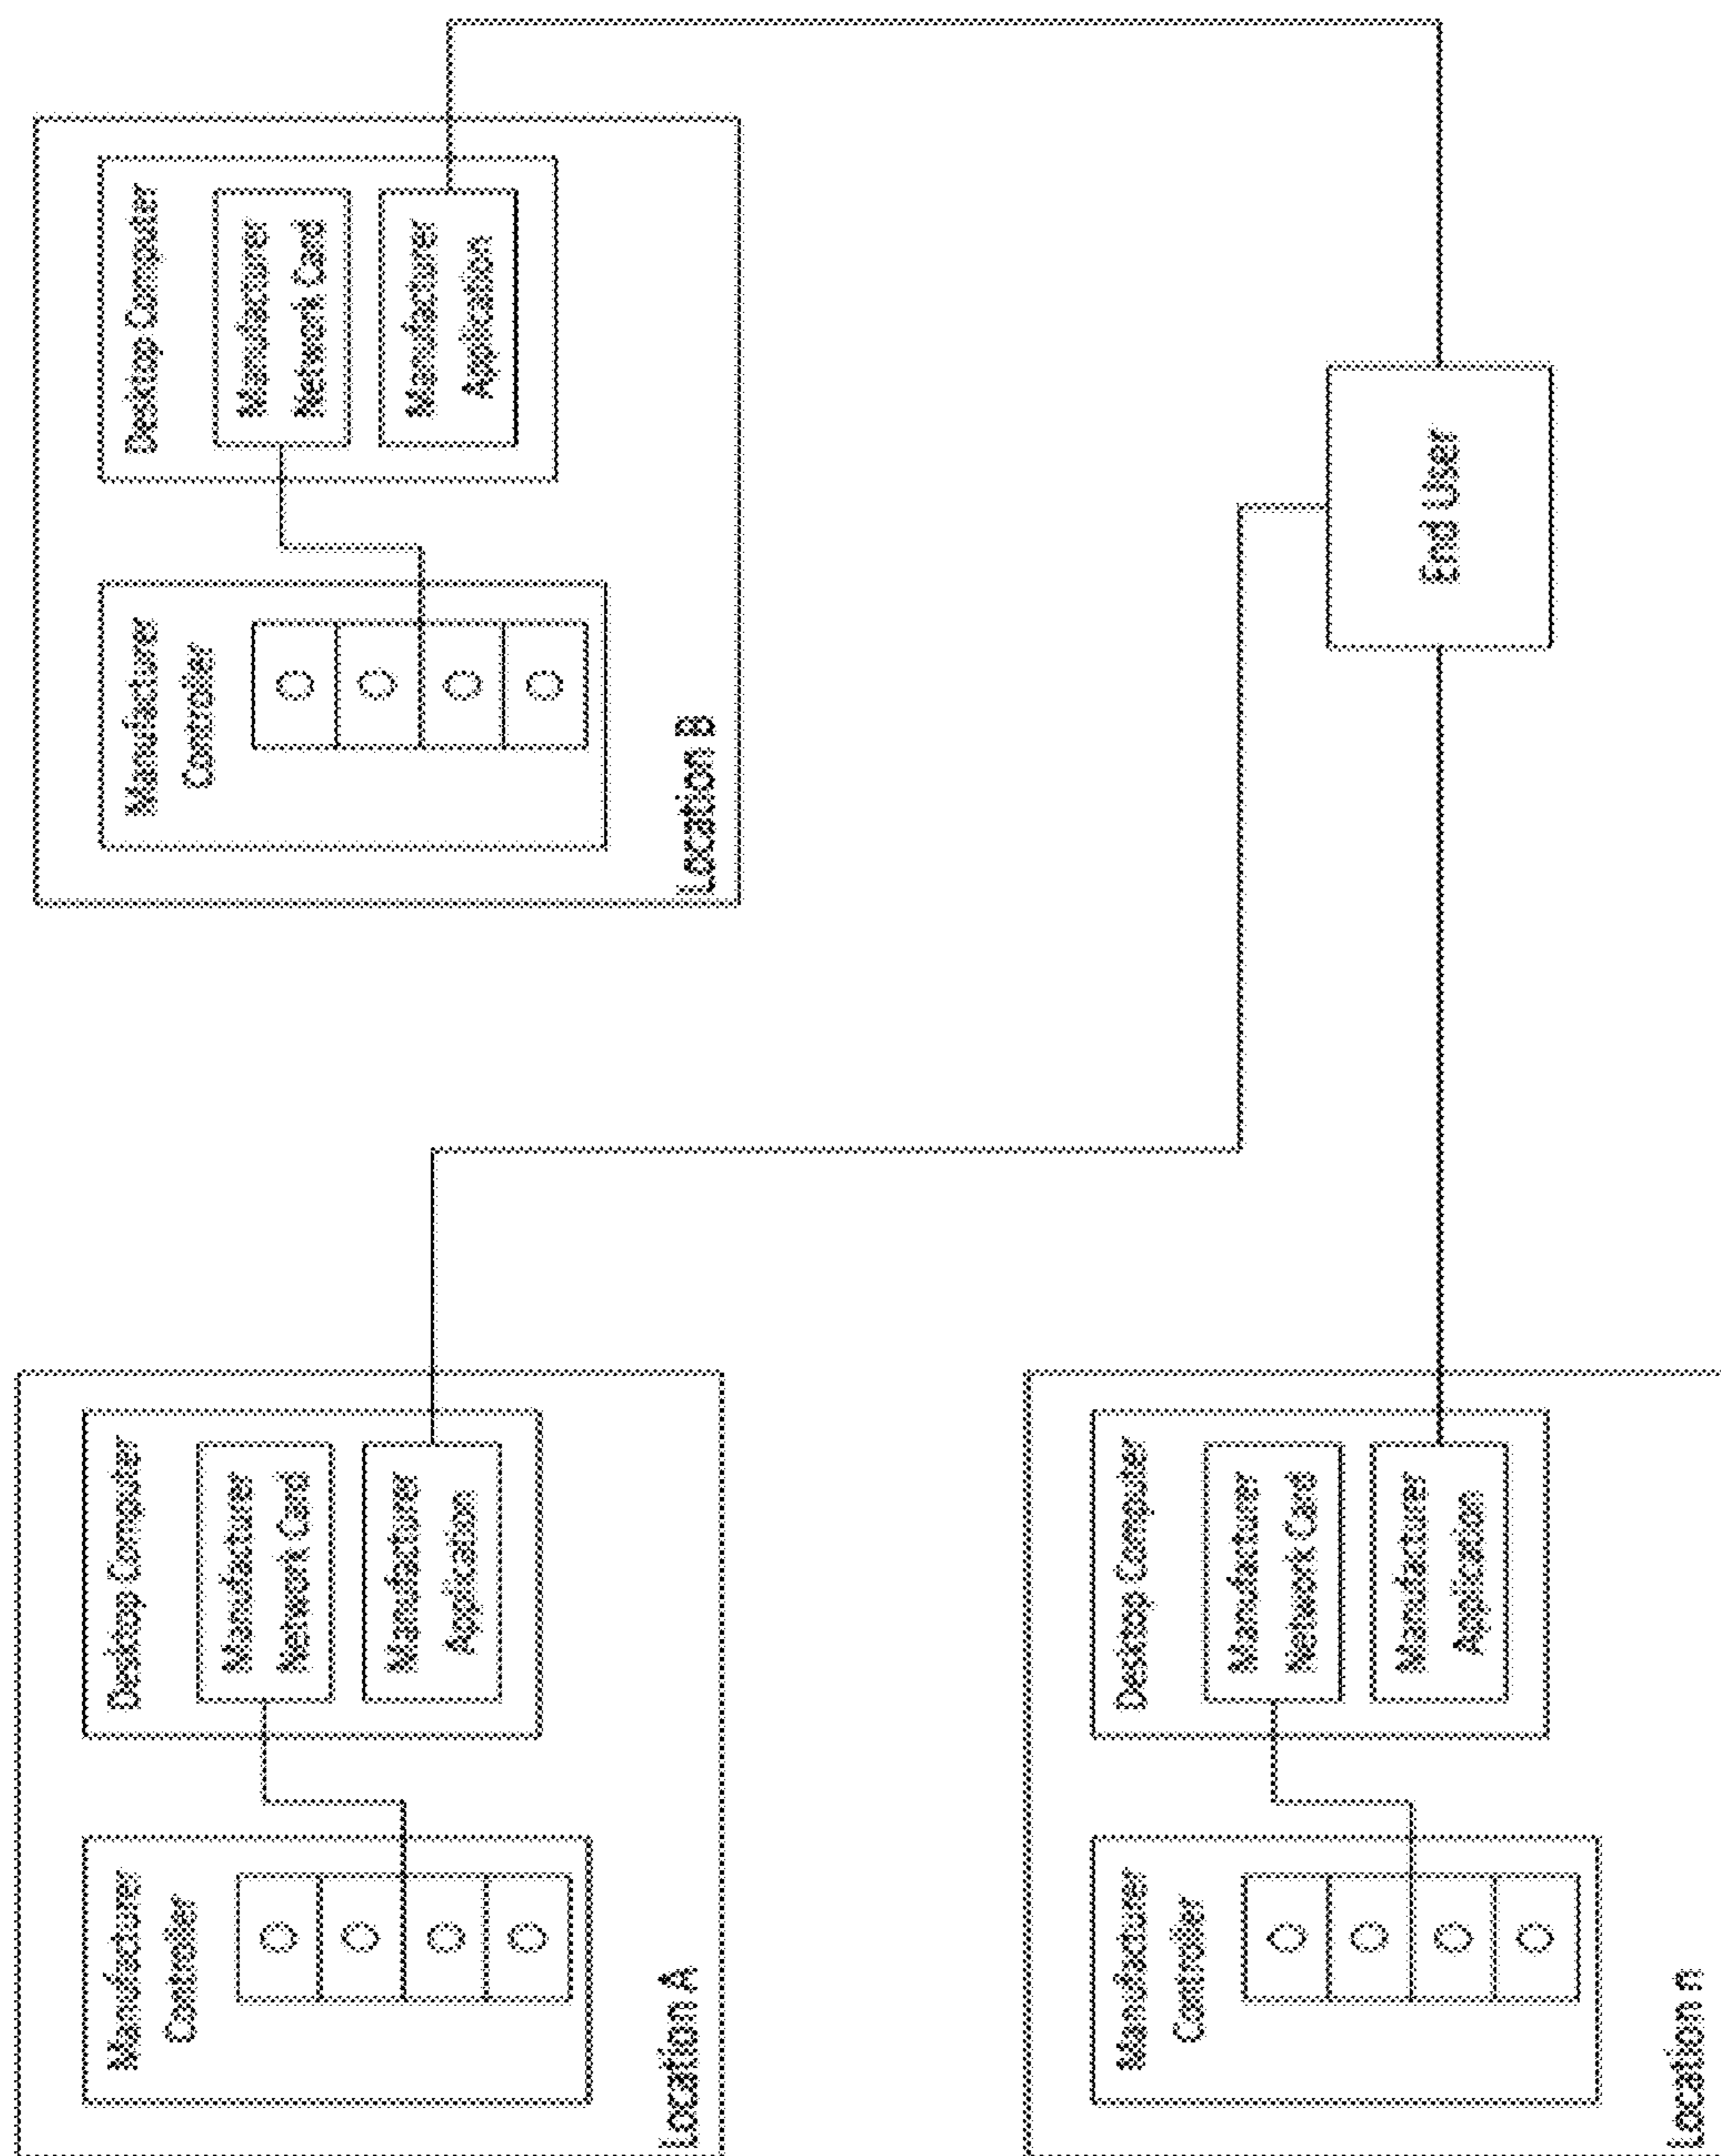 Manufacturer
Controller
Desktop Computer
Manufacturer
Network Card
Manufacturer
Application
Location A
Manufacturer
Controller
Desktop Computer
Manufacturer
Network Card
Manufacturer
Application
Location B
Manufacturer
Controller
Desktop Computer
Manufacturer
Network Card
Manufacturer
Application
Location n
End User